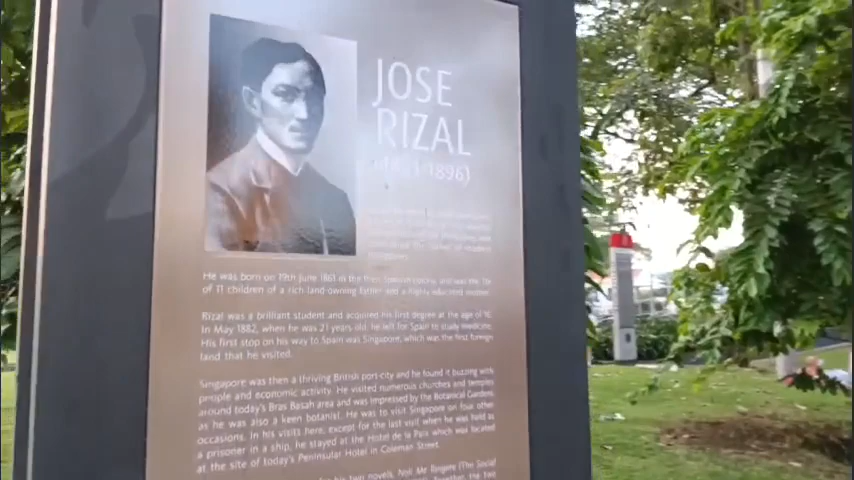 JOSE
RIZAL
(1861-1896)
He was born on 19th June 1861 in the then Spanish colony, and was the 7th
of 11 children of a rich land-owning father and a highly educated mother.
Rizal was a brilliant student and acquired his first degree at the age of 16.
In May 1882, when he was 21 years old, he left for Spain to study medicine.
His first stop on his way to Spain was Singapore, which was the first foreign
land that he visited.
Singapore was then a thriving British port-city and he found it buzzing with
people and economic activity. He visited numerous churches and temples
around today's Bras Basah area and was impressed by the Botanical Gardens
as he was also a keen botanist. He was to visit Singapore on four other
occasions. In his visits here, except for the last visit when he was held as
a prisoner in a ship, he stayed at the Hotel de la Paix which was located
at the site of today's Peninsular Hotel in Coleman Street.
his two novels, Noli Me Tangere (The Social
together, the two